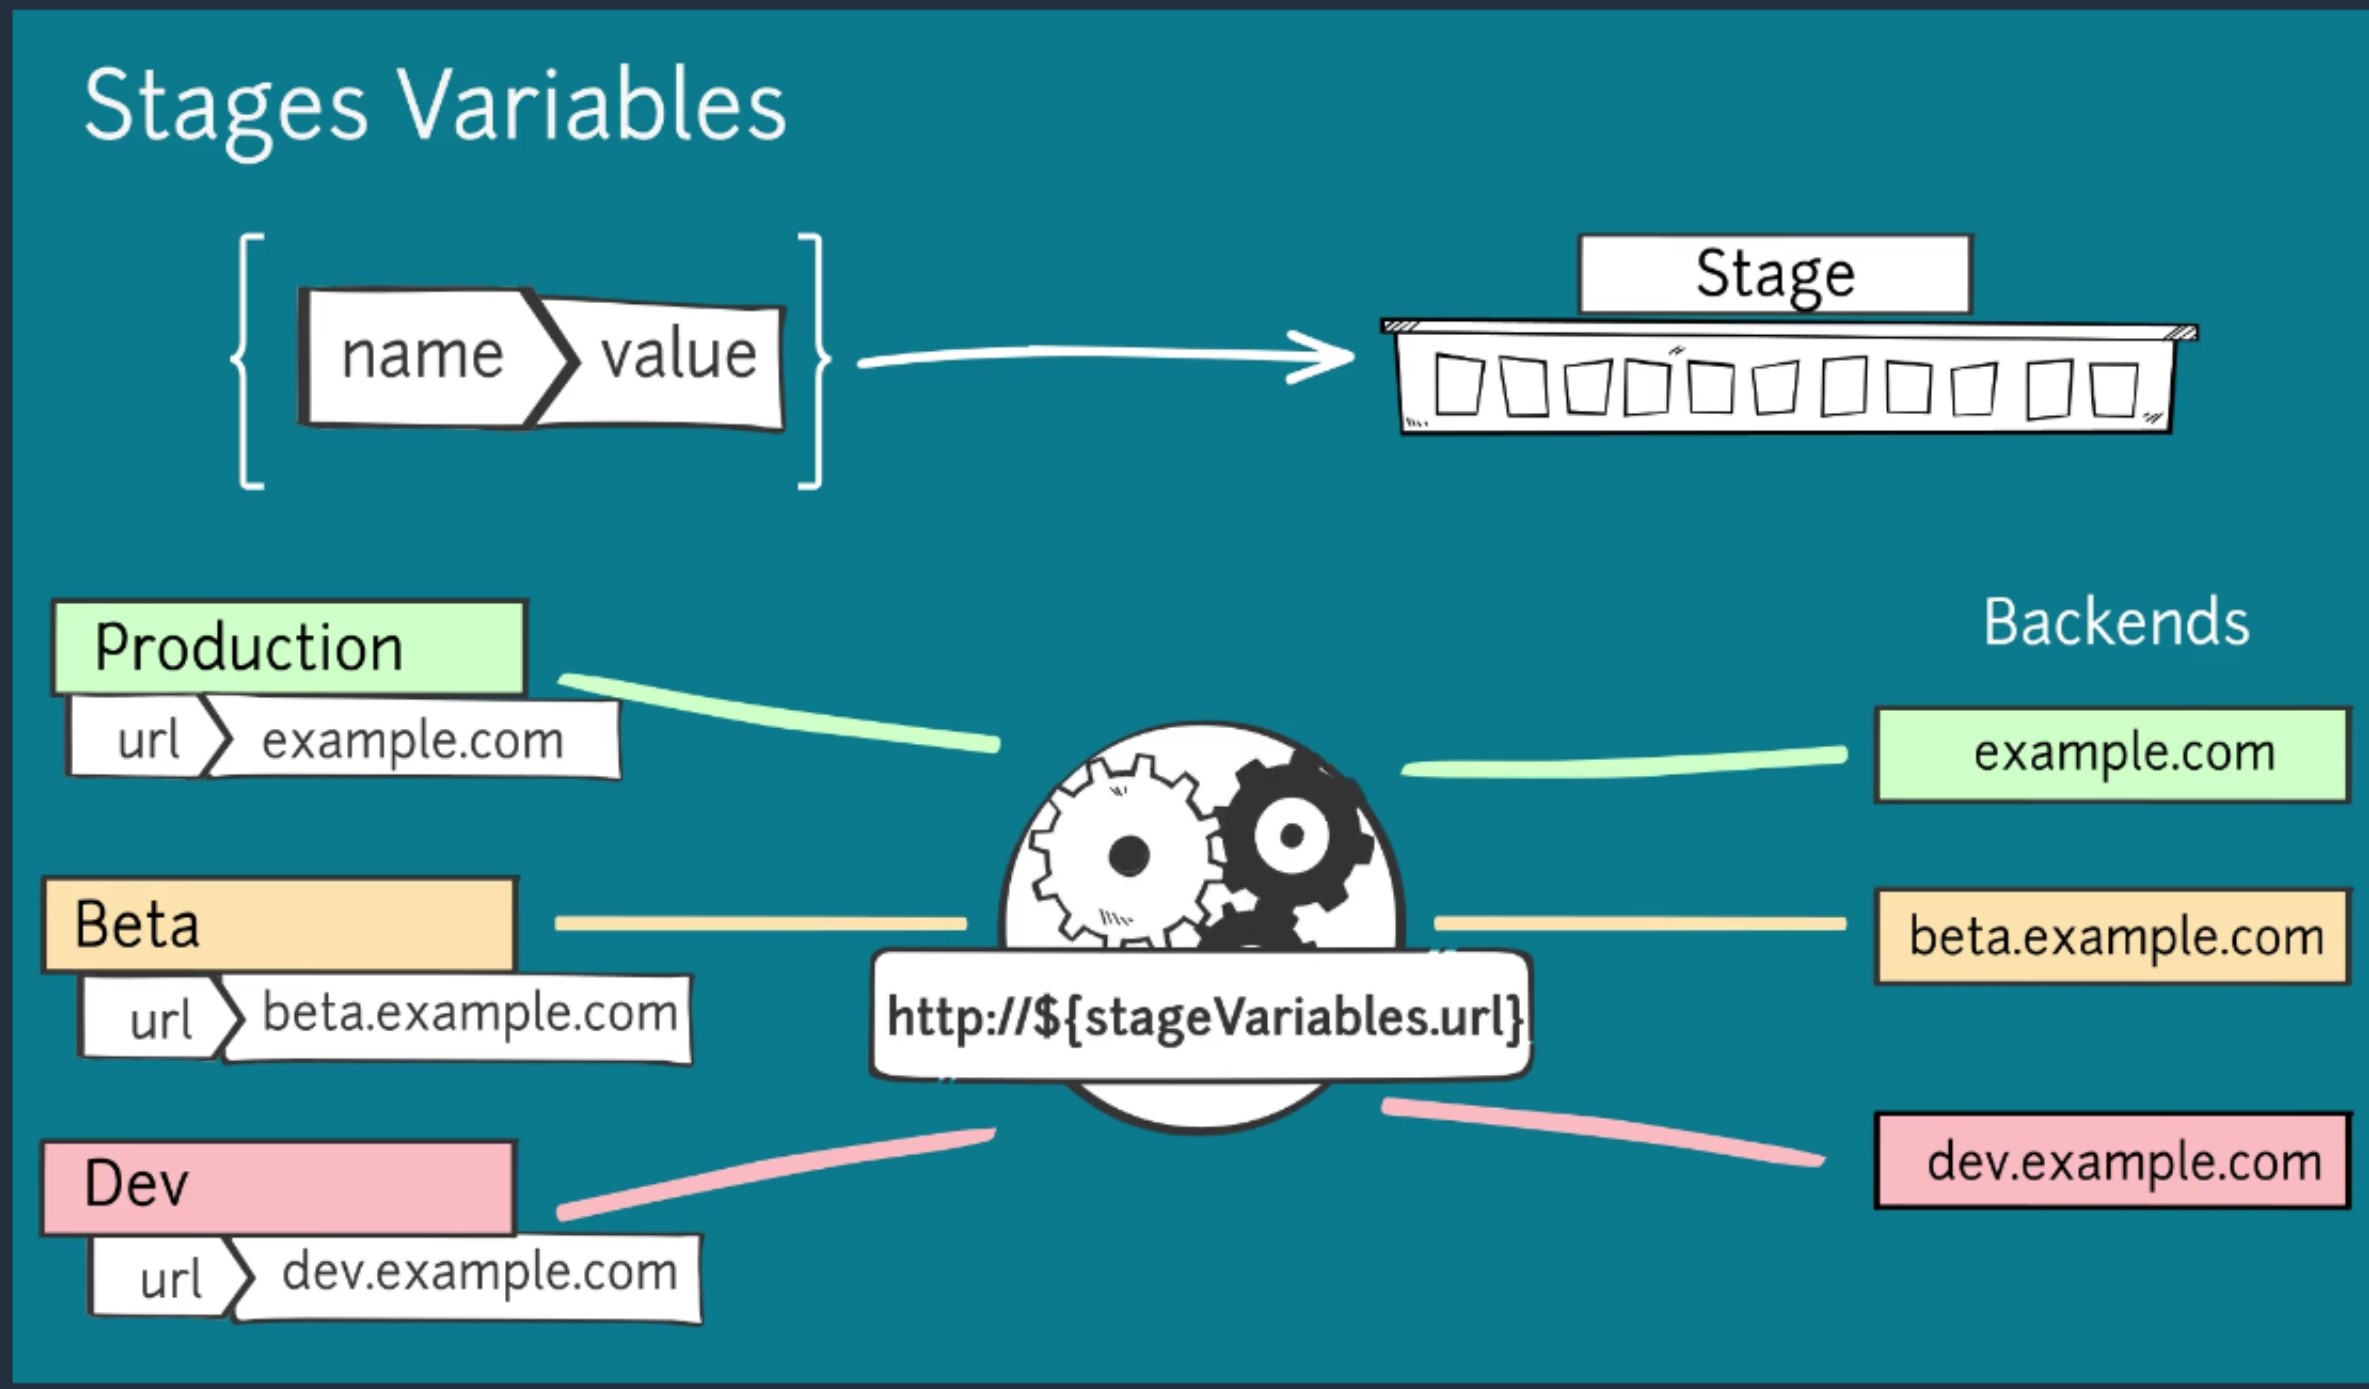 Stages Variables
name value
Stage
Production
url example.com
Beta
url beta.example.com
Dev
url dev.example.com
http://${stageVariables.url}
Backends
example.com
beta.example.com
dev.example.com